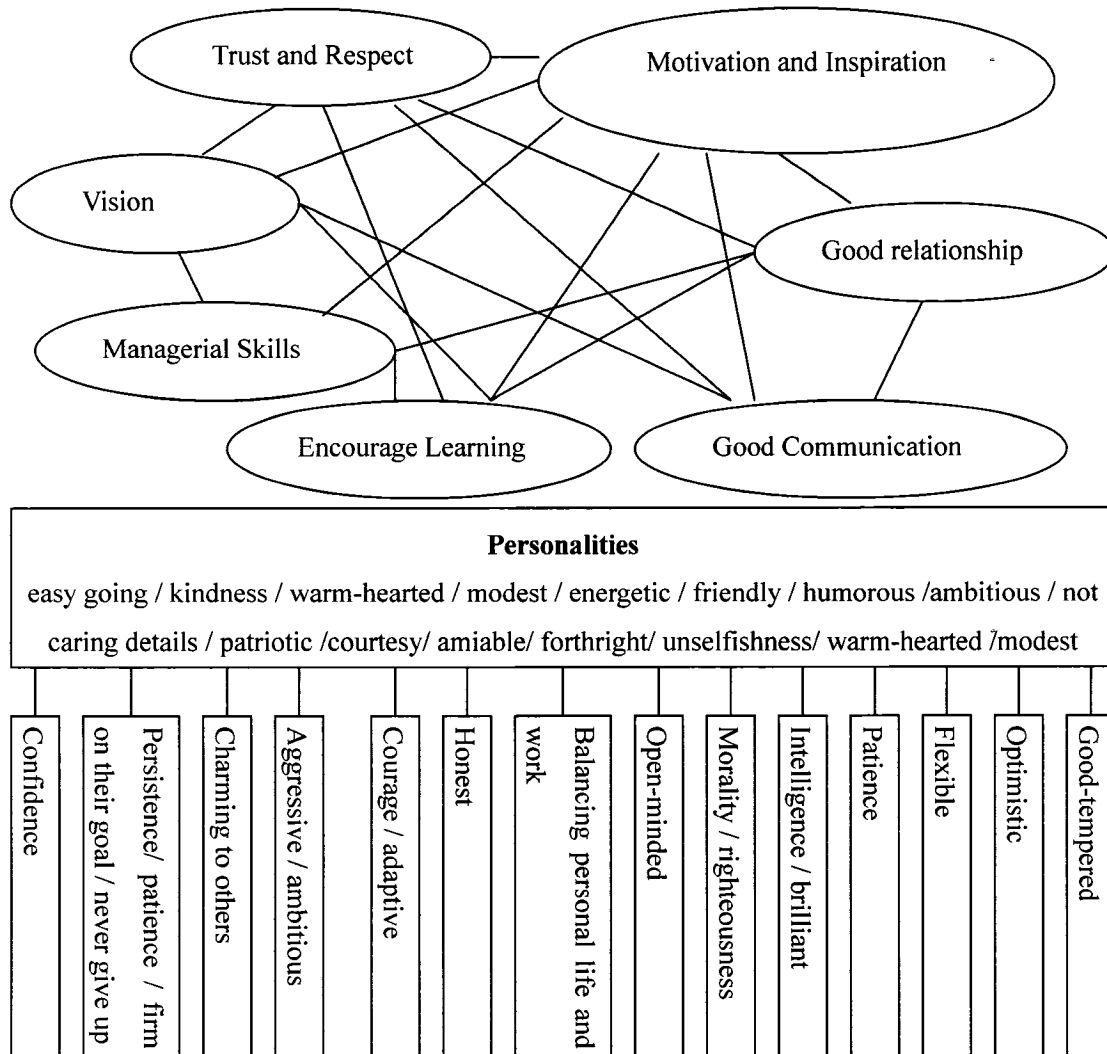 Trust and Respect
Motivation and Inspiration
Vision
Good relationship
Managerial Skills
Encourage Learning
Good Communication
Personalities
easy going / kindness / warm-hearted / modest / energetic / friendly / humorous /ambitious / not
caring details / patriotic /courtesy/ amiable/ forthright/ unselfishness/ warm-hearted /modest
Confidence
Persistence/ patience / firm
on their goal / never give up
Charming to others
Aggressive / ambitious
Courage / adaptive
Honest
Balancing personal life and
work
Open-minded
Morality / righteousness
Intelligence / brilliant
Patience
Flexible
Optimistic
Good-tempered